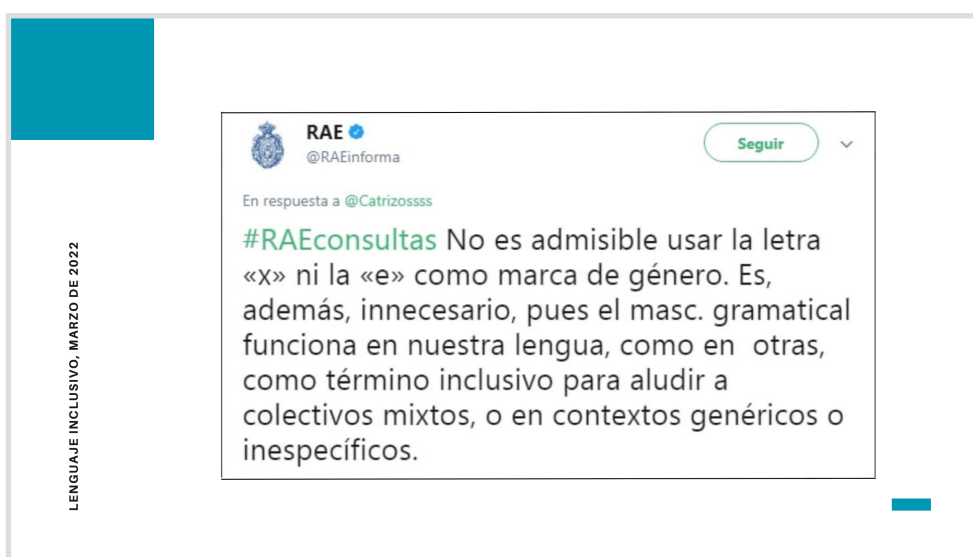 RAE
@RAEinforma
Seguir
En respuesta a @Catrizossss
#RAEconsultas No es admisible usar la letra
«x» ni la «e» como marca de género. Es,
además, innecesario, pues el masc. gramatical
funciona en nuestra lengua, como en otras,
como término inclusivo para aludir a
colectivos mixtos, o en contextos genéricos o
inespecíficos.
LENGUAJE INCLUSIVO, MARZO DE 2022